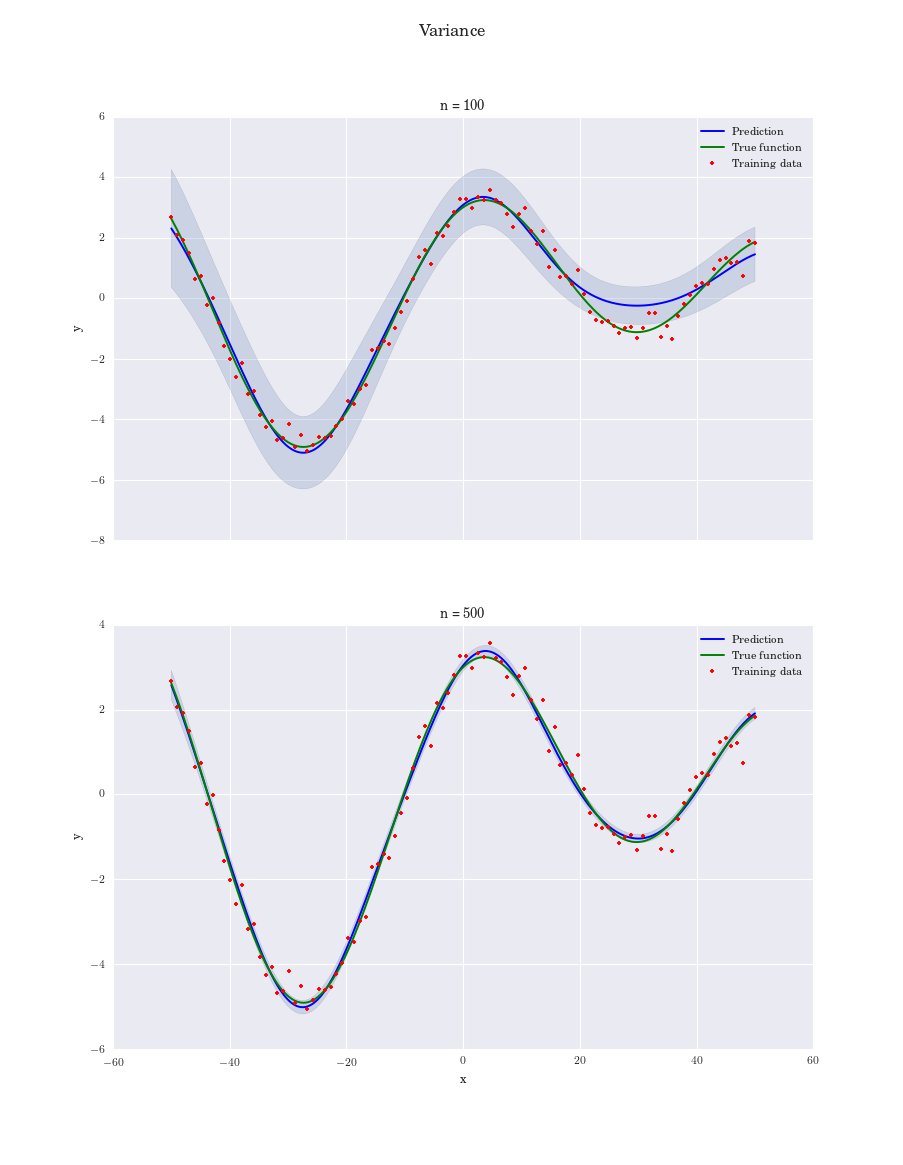 Variance
n = 100
6
4
2
0
−2
−4
−6
−8
y
Prediction
True function
Training data
n = 500
4
2
0
−2
−4
−6
y
Prediction
True function
Training data
−60 −40 −20 0 20 40 60
x